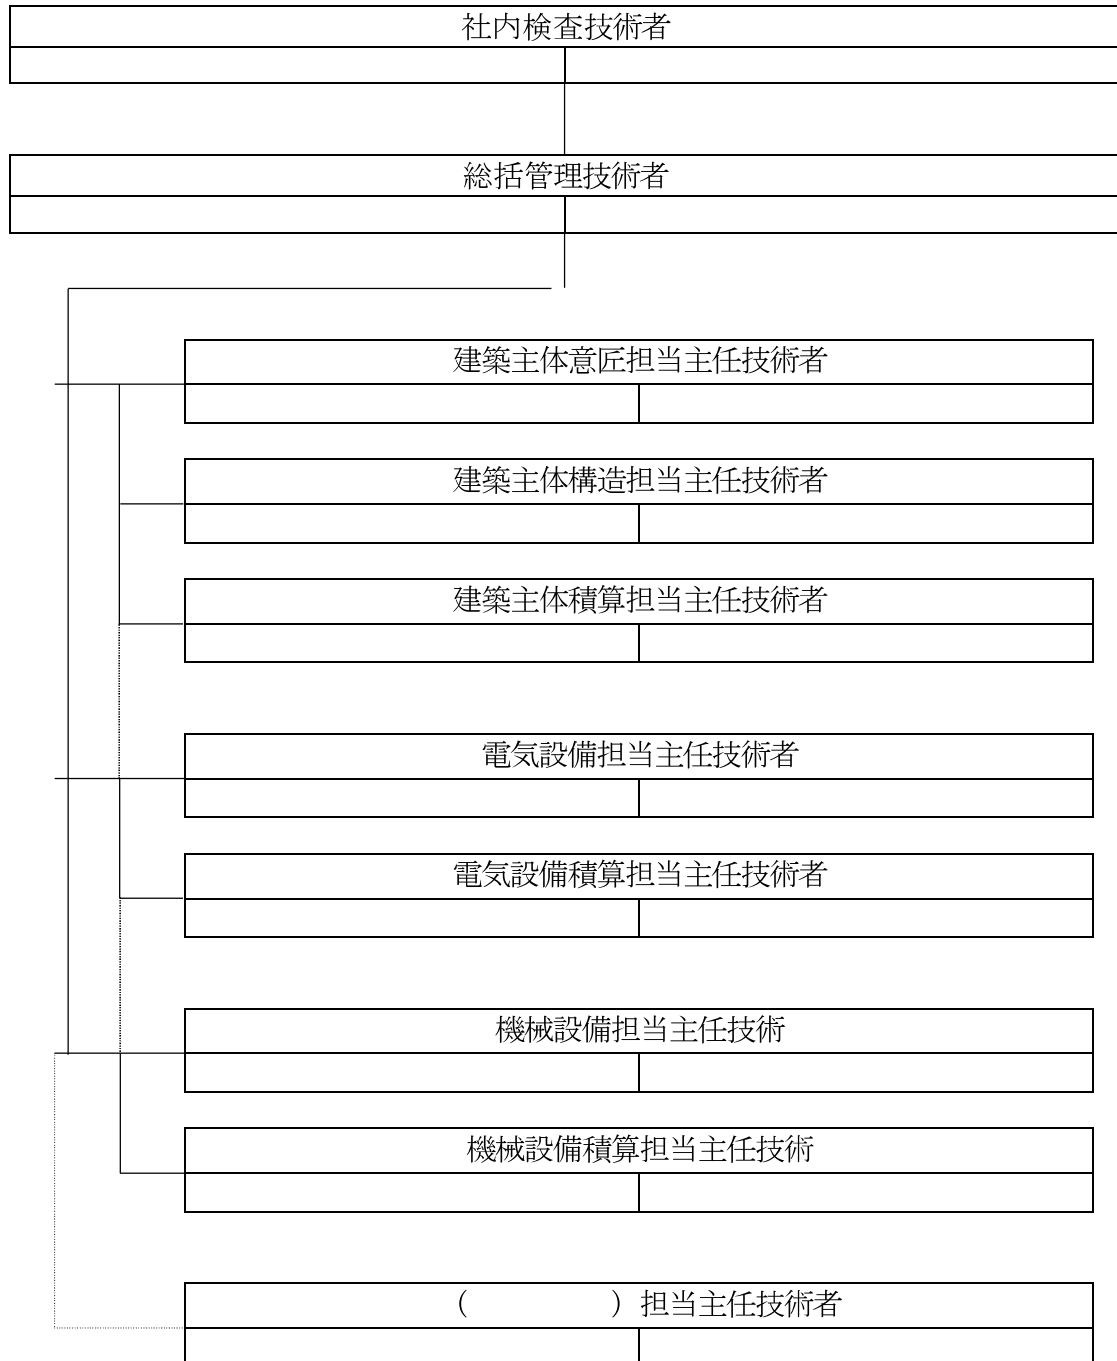 社内検査技術者
総括管理技術者
建築主体意匠担当主任技術者
建築主体構造担当主任技術者
建築主体積算担当主任技術者
電気設備担当主任技術者
電気設備積算担当主任技術者
機械設備担当主任技術
機械設備積算担当主任技術
（　　　　　）担当主任技術者